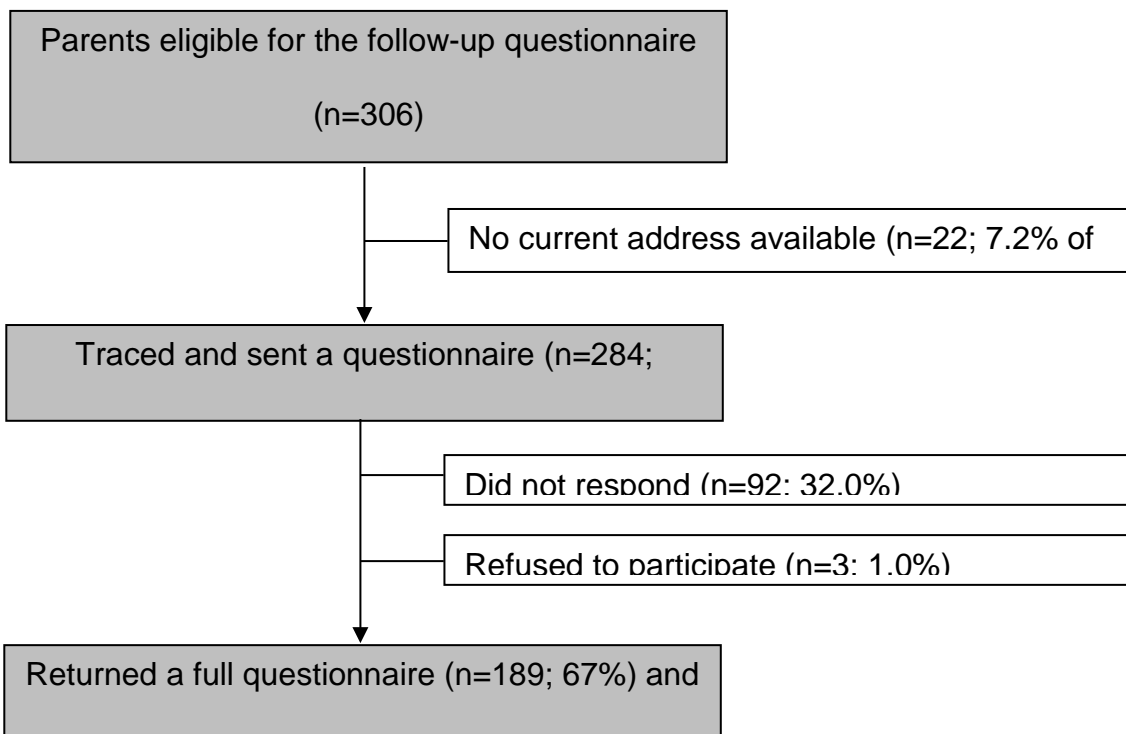 Parents eligible for the follow-up questionnaire
(n=306)
No current address available (n=22; 7.2% of
Traced and sent a questionnaire (n=284;
Did not respond (n=92; 32.0%)
Refused to participate (n=3; 1.0%)
Returned a full questionnaire (n=189; 67%) and